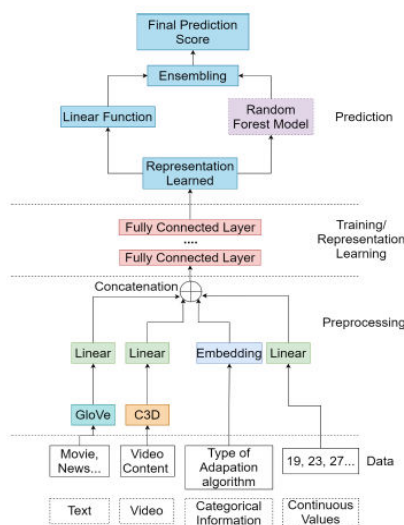 Final Prediction
Score
Ensembling
Linear Function
Random
Forest Model
Prediction
Representation
Learned
Fully Connected Layer
....
Fully Connected Layer
Training/
Representation
Learning
Concatenation
Preprocessing
Linear
Linear
Embedding
Linear
GloVe
C3D
Movie,
News...
Video
Content
Type of
Adapation
algorithm
19, 23, 27...
Data
Text
Video
Categorical
Information
Continuous
Values